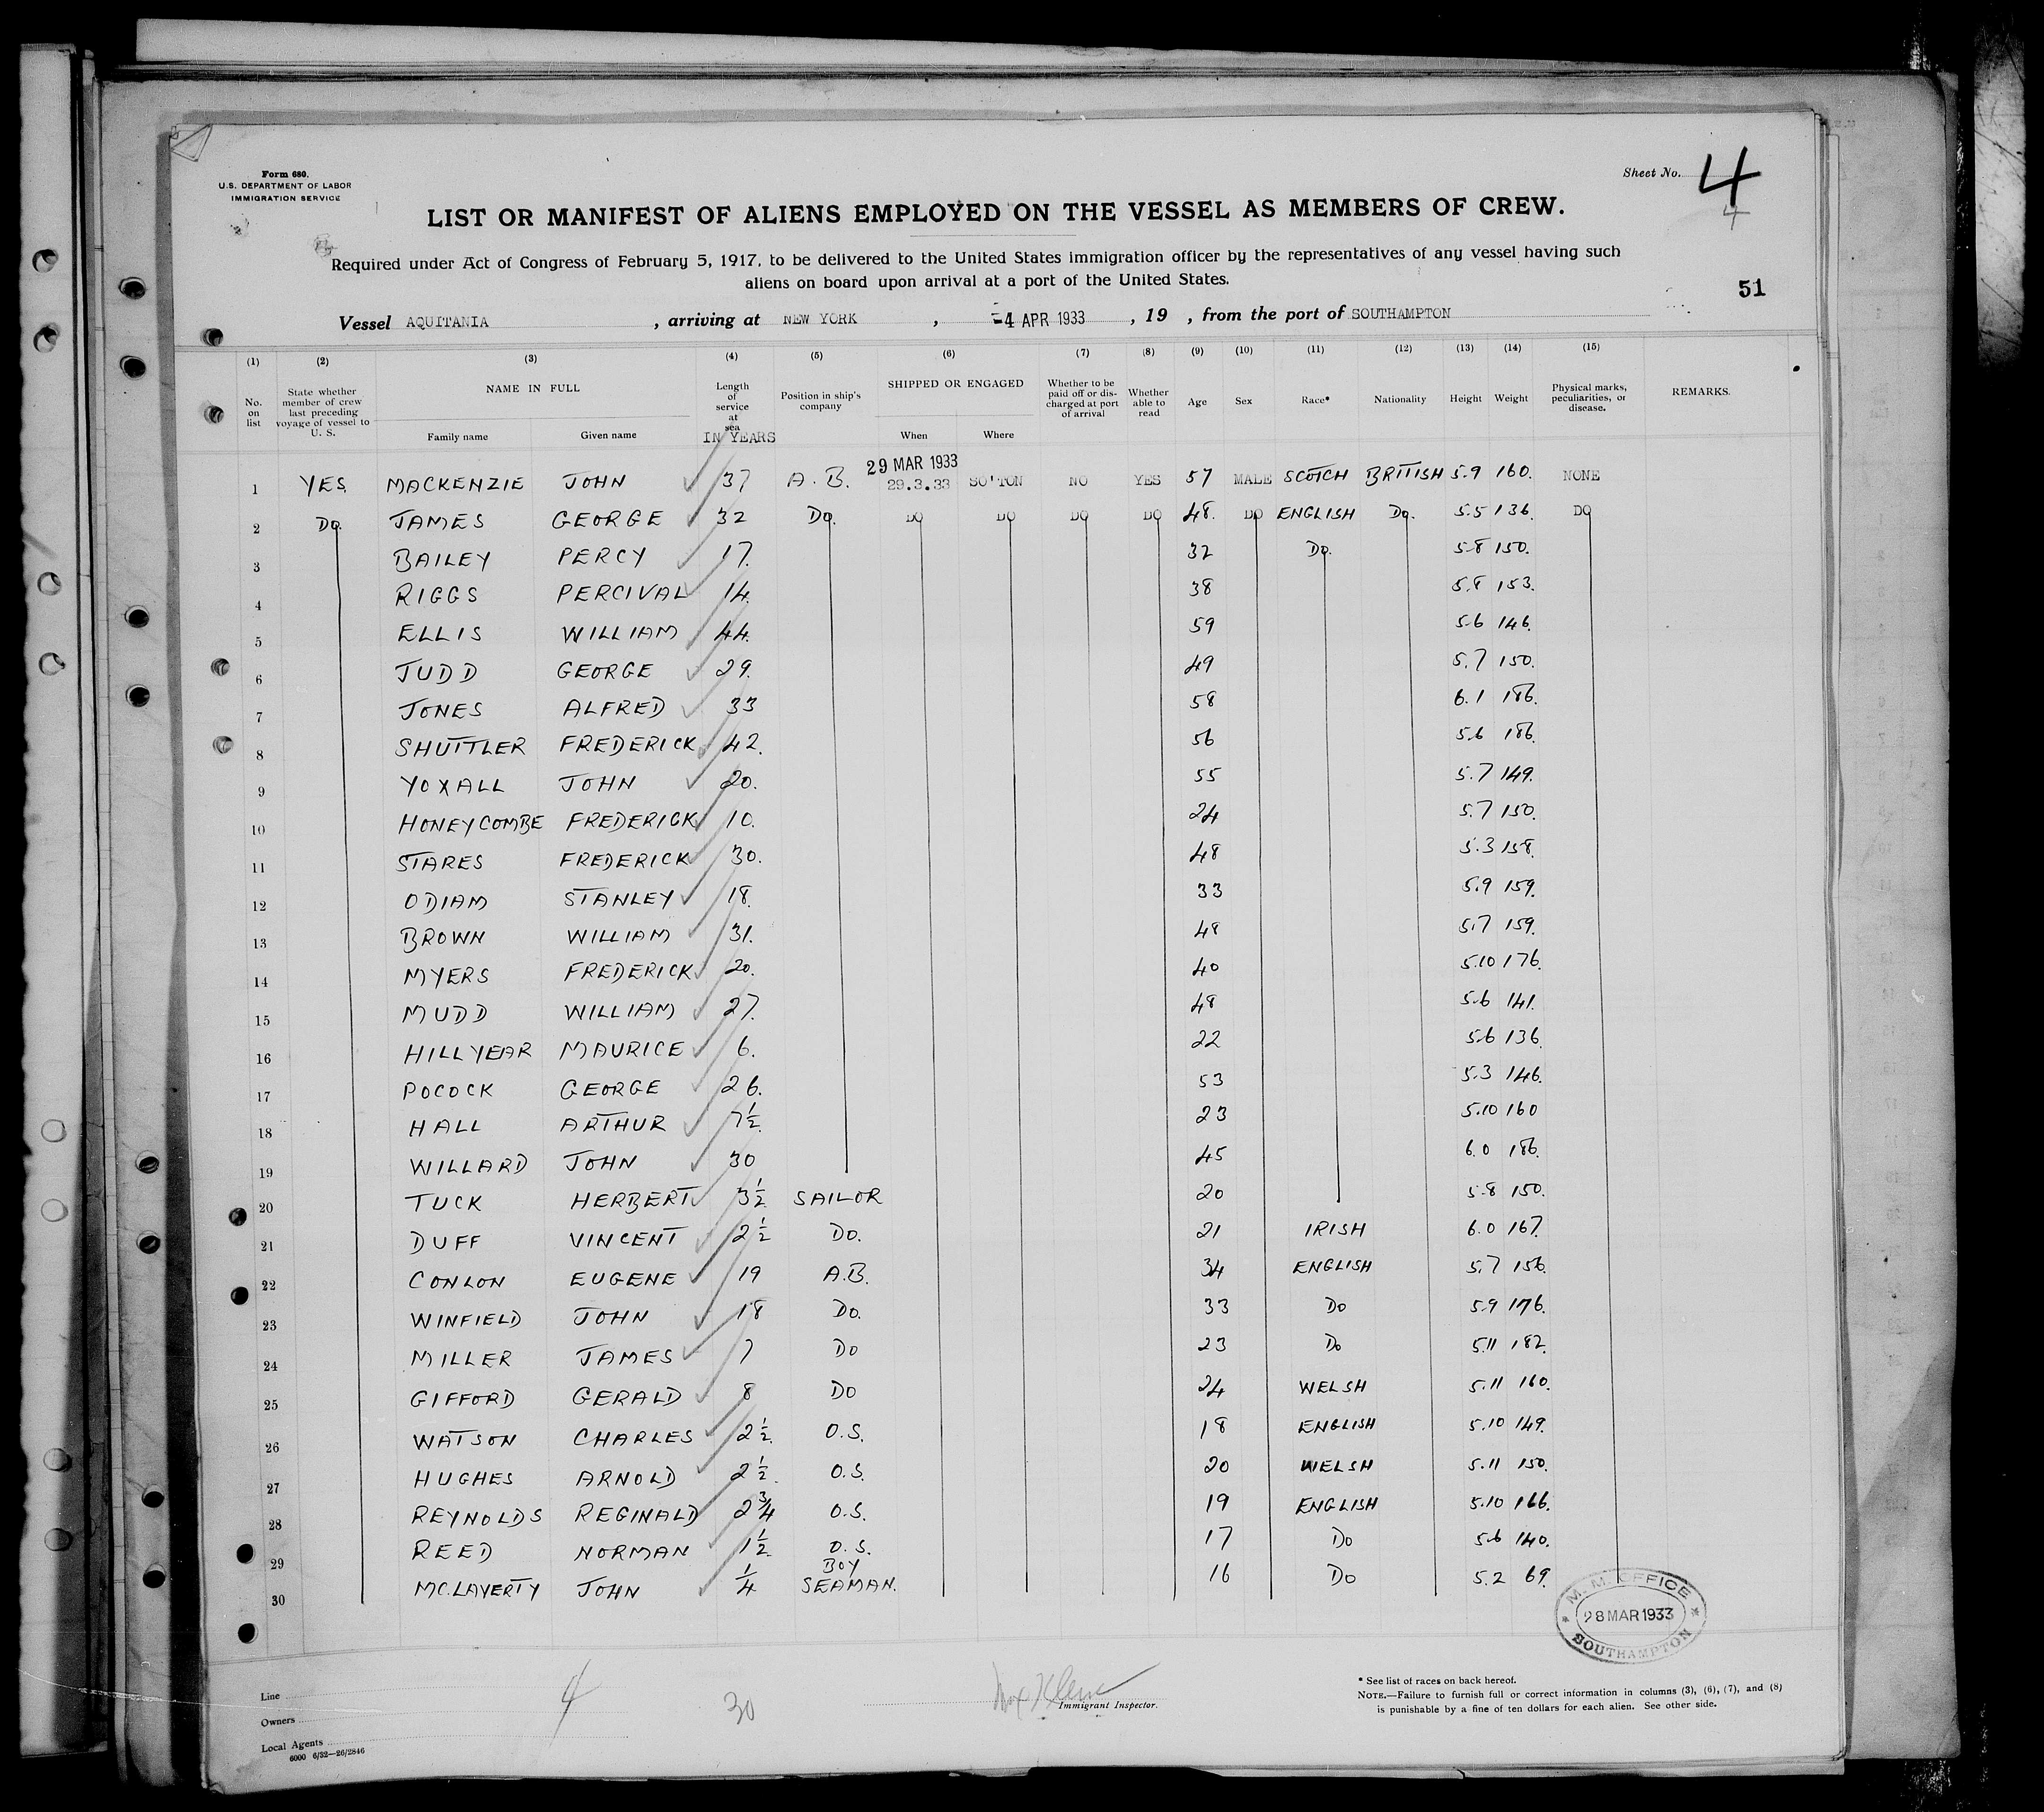 Form 680.
U.S. DEPARTMENT OF LABOR
IMMIGRATION SERVICE
Sheet No. 4
4
LIST OR MANIFEST OF ALIENS EMPLOYED ON THE VESSEL AS MEMBERS OF CREW.
Required under Act of Congress of February 5, 1917, to be delivered to the United States immigration officer by the representatives of any vessel having such
aliens on board upon arrival at a port of the United States.
51
Vessel AQUITANIA , arriving at NEW YORK , -4 APR 1933 , 19 , from the port of SOUTHAMPTON
(1) (2) (3) (4) (5) (6) (7) (8) (9) (10) (11) (12) (13) (14) (15)
No. on list
State whether member of crew last preceding voyage of vessel to U. S.
NAME IN FULL
Family name Given name
Length of service at sea
IN YEARS
Position in ship's company
SHIPPED OR ENGAGED
When Where
Whether to be paid off or discharged at port of arrival
Whether able to read
Age
Sex
Race*
Nationality
Height
Weight
Physical marks, peculiarities, or disease.
REMARKS.
29 MAR 1933
1 YES MACKENZIE JOHN 37 A.B. 29.3.33 SO'TON NO YES 57 MALE SCOTCH BRITISH 5.9 160. NONE
2 Do. JAMES GEORGE 32 Do. DO DO DO DO 48. DO ENGLISH Do. 5.5 136. DO
3 BAILEY PERCY 17. 32 Do. 5.8 150.
4 RIGGS PERCIVAL 14. 38 5.8 153.
5 ELLIS WILLIAM 44. 59 5.6 146.
6 JUDD GEORGE 29. 49 5.7 150.
7 JONES ALFRED 33 58 6.1 186.
8 SHUTTLER FREDERICK 42. 56 5.6 186.
9 YOXALL JOHN 20. 55 5.7 149.
10 HONEYCOMBE FREDERICK 10. 24 5.7 150.
11 STARES FREDERICK 30. 48 5.3 158.
12 ODIAM STANLEY 18. 33 5.9 159.
13 BROWN WILLIAM 31. 48 5.7 159.
14 MYERS FREDERICK 20. 40 5.10 176.
15 MUDD WILLIAM 27. 48 5.6 141.
16 HILLYEAR MAURICE 6. 22 5.6 136.
17 POCOCK GEORGE 26. 53 5.3 146.
18 HALL ARTHUR 7½. 23 5.10 160
19 WILLARD JOHN 30 45 6.0 186.
20 TUCK HERBERT 3½. SAILOR 20 5.8 150.
21 DUFF VINCENT 2½ Do. 21 IRISH 6.0 167.
22 CONLON EUGENE 19 A.B. 34 ENGLISH 5.7 156.
23 WINFIELD JOHN 18 Do. 33 Do 5.9 176.
24 MILLER JAMES 7 Do 23 Do 5.11 182.
25 GIFFORD GERALD 8 DO 24 WELSH 5.11 160.
26 WATSON CHARLES 2½. O.S. 18 ENGLISH 5.10 149.
27 HUGHES ARNOLD 2½. O.S. 20 WELSH 5.11 150.
28 REYNOLDS REGINALD 2¾ O.S. 19 ENGLISH 5.10 166.
29 REED NORMAN 1½. O.S. 17 Do 5.6 140.
30 MC.LAVERTY JOHN ¼ BOY SEAMAN. 16 Do 5.2 69.
M. M. OFFICE
28 MAR 1933
SOUTHAMPTON
Line
Owners
Local Agents
6000 6/32—26/2846
4
30
Immigrant Inspector.
* See list of races on back hereof.
NOTE.—Failure to furnish full or correct information in columns (3), (6), (7), and (8)
is punishable by a fine of ten dollars for each alien. See other side.